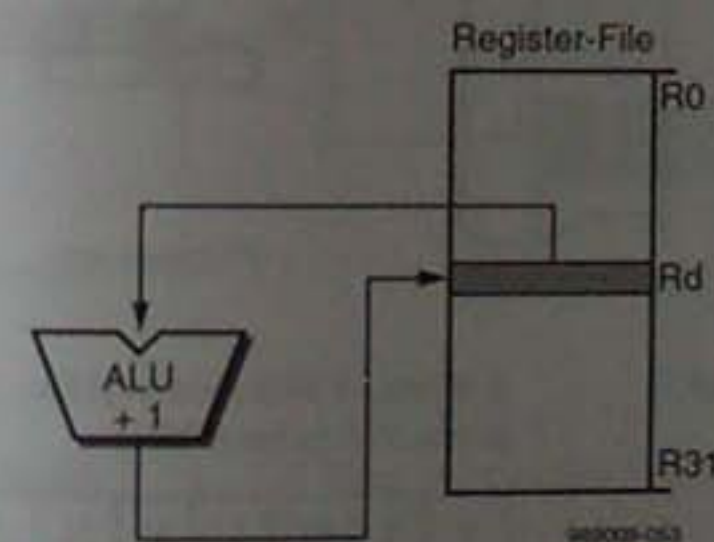 Register-File
R0
Rd
ALU
+ 1
R31